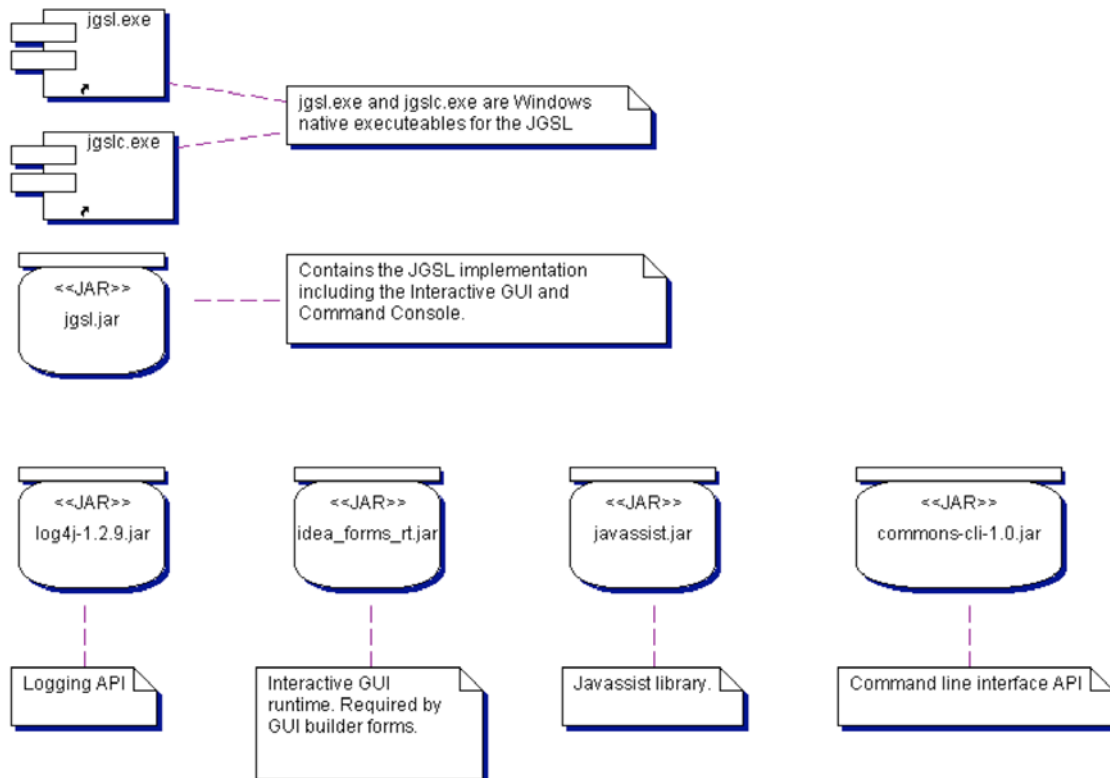 jgsl.exe
jgsl.exe and jgslc.exe are Windows
native executeables for the JGSL
jgslc.exe
<<JAR>>
jgsl.jar
Contains the JGSL implementation
including the Interactive GUI and
Command Console.
<<JAR>>
log4j-1.2.9.jar
<<JAR>>
idea_forms_rt.jar
<<JAR>>
javassist.jar
<<JAR>>
commons-cli-1.0.jar
Logging API
Interactive GUI
runtime. Required by
GUI builder forms.
Javassist library.
Command line interface API